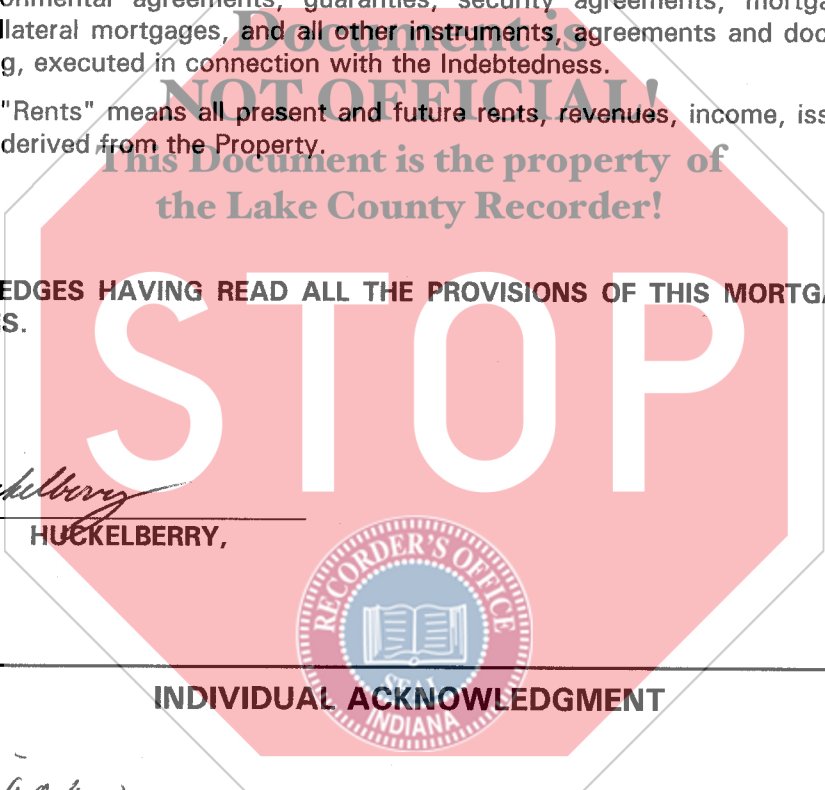 onmental agreements, guaranties, security agreements, mortga
Document is
llateral mortgages, and all other instruments, agreements and doc
g, executed in connection with the Indebtedness.
NOT OFFICIAL!
"Rents" means all present and future rents, revenues, income, iss
derived from the Property.
This Document is the property of
the Lake County Recorder!
EDGES HAVING READ ALL THE PROVISIONS OF THIS MORTGA
S.
STOP
kelberry
HUCKELBERRY,
RECORDER'S OFFICE
SEAL
INDIANA
INDIVIDUAL ACKNOWLEDGMENT